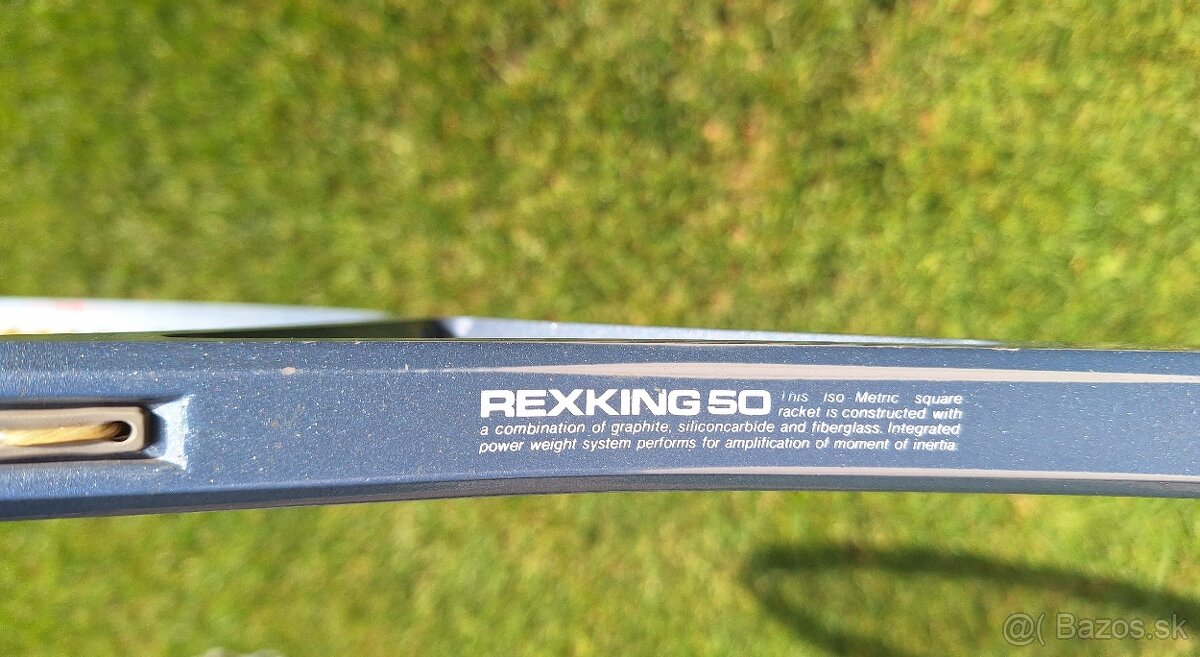 REXKING 50 This Iso Metric square
racket is constructed with
a combination of graphite, siliconcarbide and fiberglass. Integrated
power weight system performs for amplification of moment of inertia.
@( Bazos.sk